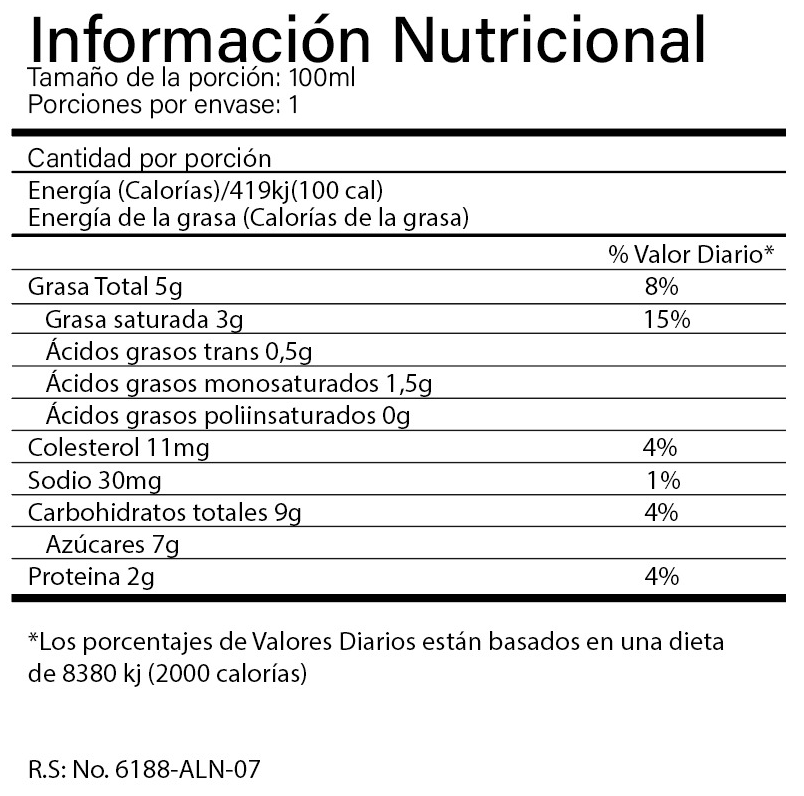 Información Nutricional
Tamaño de la porción: 100ml
Porciones por envase: 1
Cantidad por porción
Energía (Calorías)/419kj(100 cal)
Energía de la grasa (Calorías de la grasa)
% Valor Diario*
Grasa Total 5g 8%
Grasa saturada 3g 15%
Ácidos grasos trans 0,5g
Ácidos grasos monosaturados 1,5g
Ácidos grasos poliinsaturados 0g
Colesterol 11mg 4%
Sodio 30mg 1%
Carbohidratos totales 9g 4%
Azúcares 7g
Proteina 2g 4%
*Los porcentajes de Valores Diarios están basados en una dieta
de 8380 kj (2000 calorías)
R.S: No. 6188-ALN-07